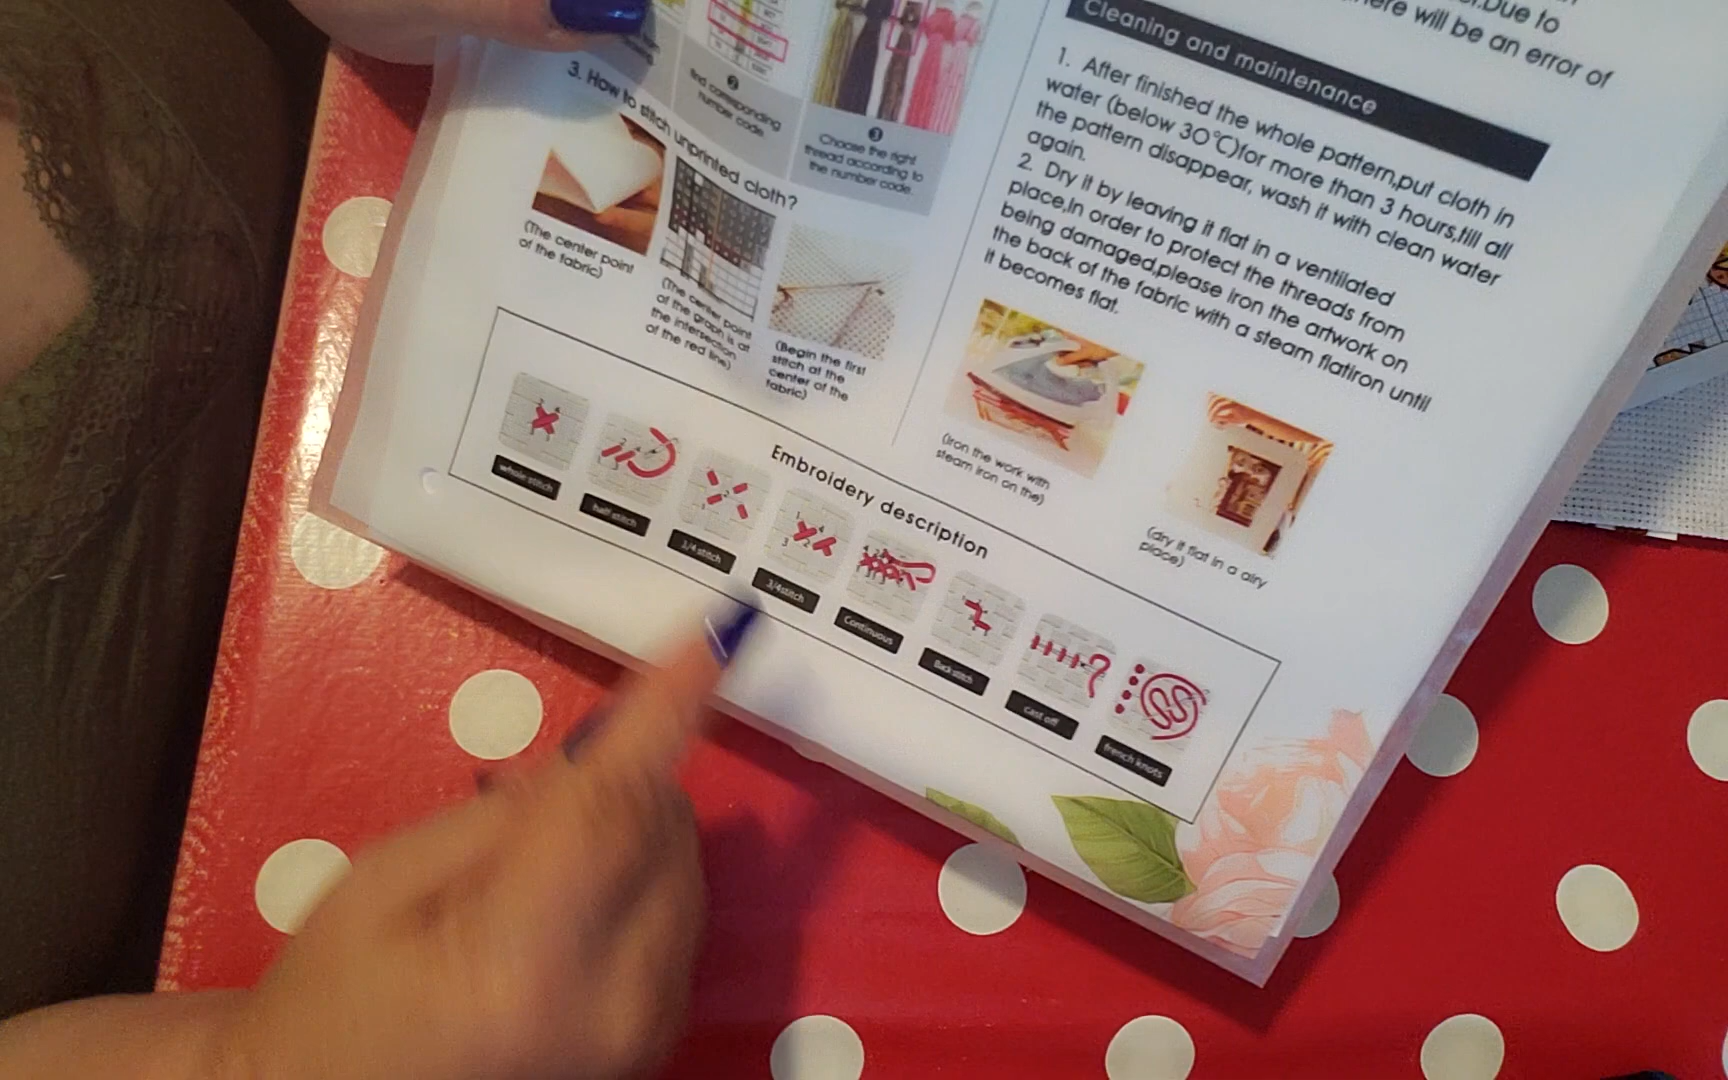 find corresponding
number code
Choose the right
thread according to
the number code.
3. How to stitch unprinted cloth?
(The center point
of the fabric)
(The center point
of the graph is at
the intersection
of the red line)
(Begin the first
stitch at the
center of the
fabric)
Due to
here will be an error of
Cleaning and maintenance
1. After finished the whole pattern,put cloth in
water (below 30℃)for more than 3 hours,till all
the pattern disappear, wash it with clean water
again.
2. Dry it by leaving it flat in a ventilated
place,In order to protect the threads from
being damaged,please iron the artwork on
the back of the fabric with a steam flatiron until
it becomes flat.
(Iron the work with
steam iron on the)
(dry it flat in a airy
place)
Embroidery description
whole stitch
half stitch
1/4 stitch
3/4stitch
Continuous
Back stitch
cast off
french knots